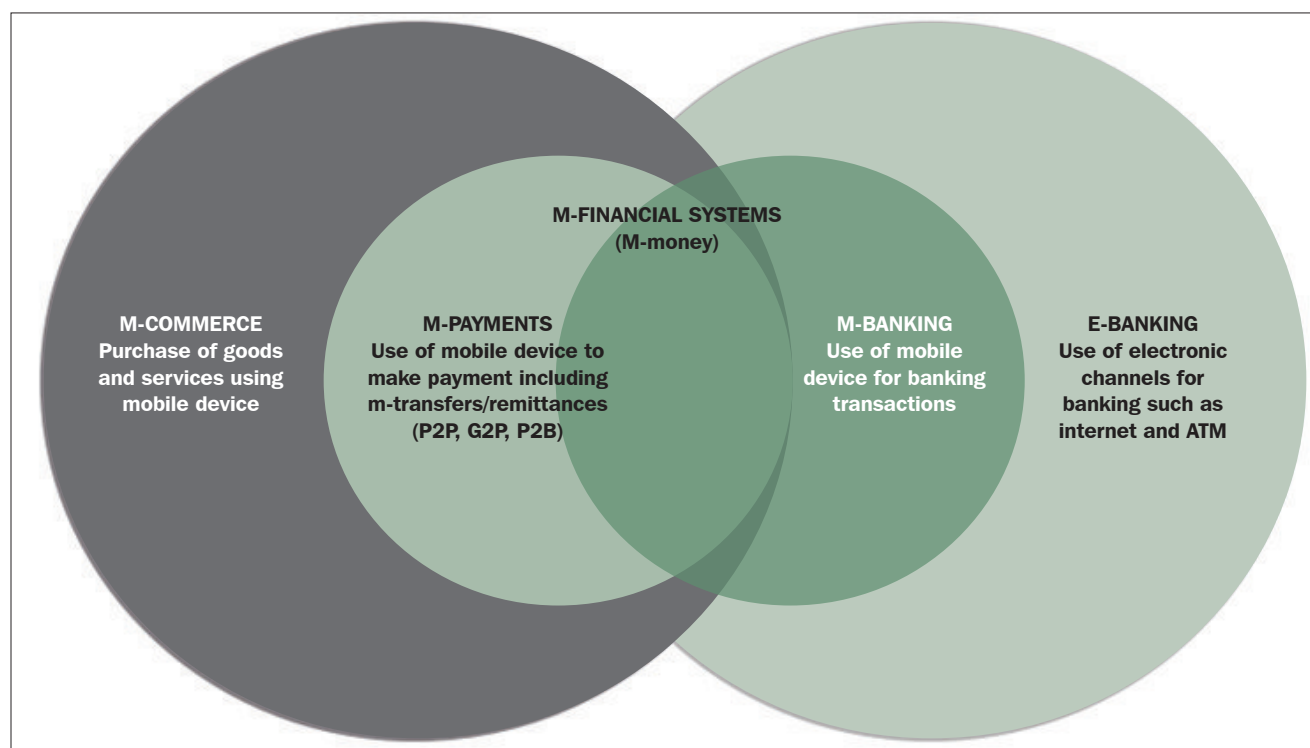 M-FINANCIAL SYSTEMS
(M-money)
M-COMMERCE
Purchase of goods
and services using
mobile device
M-PAYMENTS
Use of mobile device to
make payment including
m-transfers/remittances
(P2P, G2P, P2B)
M-BANKING
Use of mobile
device for banking
transactions
E-BANKING
Use of electronic
channels for
banking such as
internet and ATM